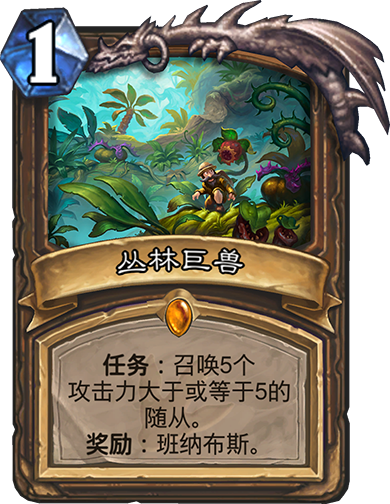 1
丛林巨兽
任务：召唤5个
攻击力大于或等于5的
随从。
奖励：班纳布斯。